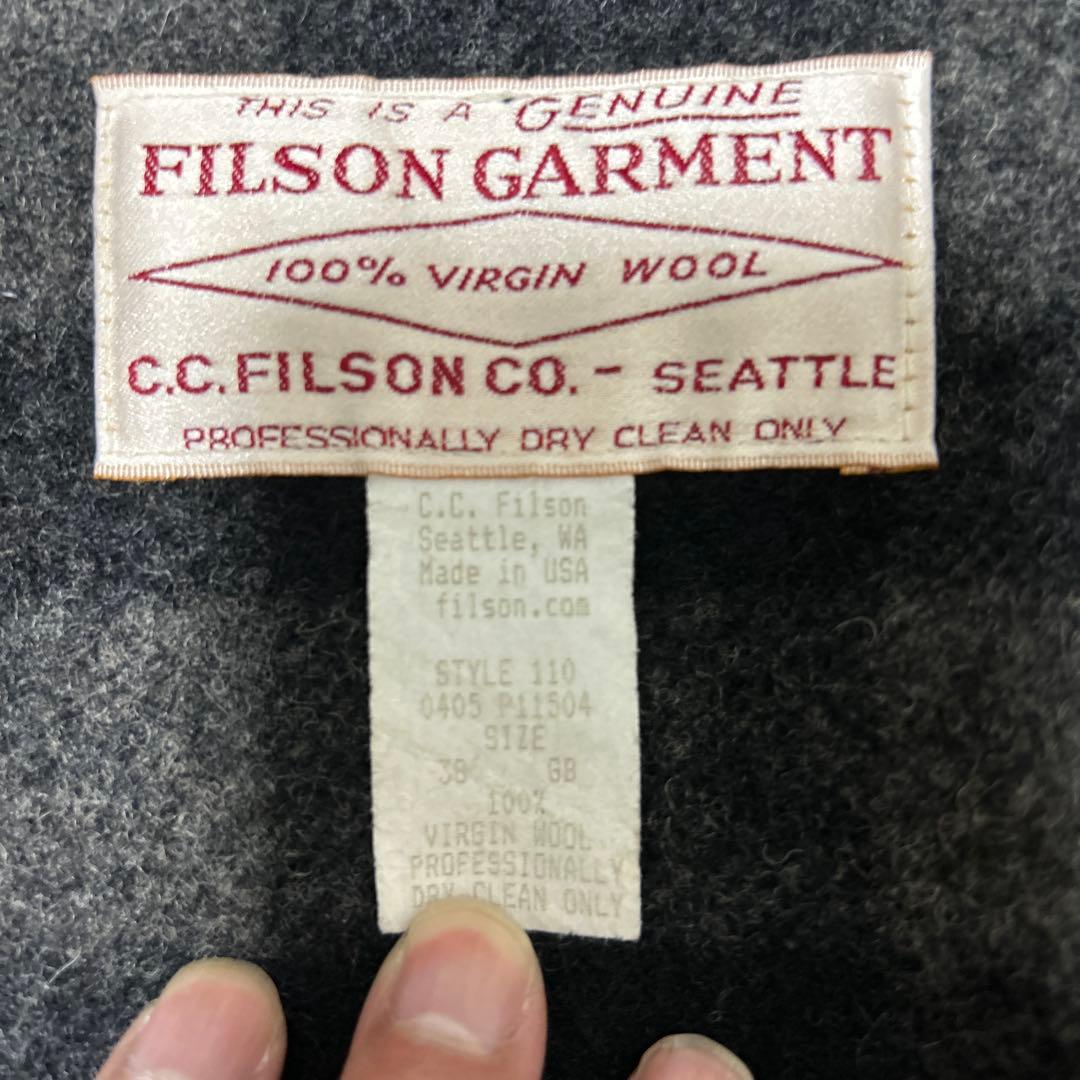 THIS IS A GENUINE
FILSON GARMENT
100% VIRGIN WOOL
C.C. FILSON CO. - SEATTLE
PROFESSIONALLY DRY CLEAN ONLY
C.C. Filson
Seattle, WA
Made in USA
filson.com
STYLE 110
0405 P11504
SIZE
38 GB
100%
VIRGIN WOOL
PROFESSIONALLY
DRY CLEAN ONLY